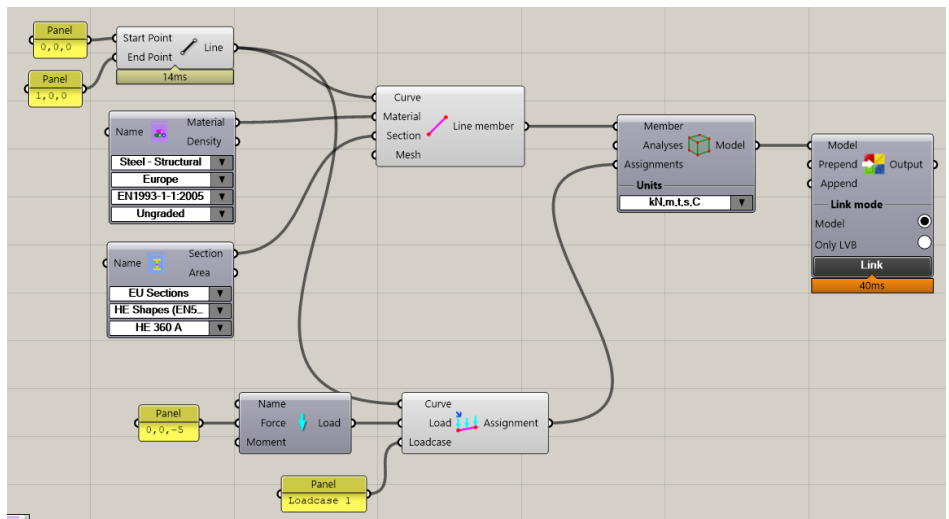 Panel
0,0,0
Panel
1,0,0
Start Point
End Point
Line
14ms
Name
Material
Density
Steel - Structural
Europe
EN1993-1-1:2005
Ungraded
Name
Section
Area
EU Sections
HE Shapes (EN5...
HE 360 A
Curve
Material
Section
Mesh
Line member
Panel
0,0,-5
Name
Force
Moment
Load
Panel
Loadcase 1
Curve
Load
Loadcase
Assignment
Member
Analyses
Assignments
Model
Units
kN,m,t,s,C
Model
Prepend
Append
Output
Link mode
Model
Only LVB
Link
40ms